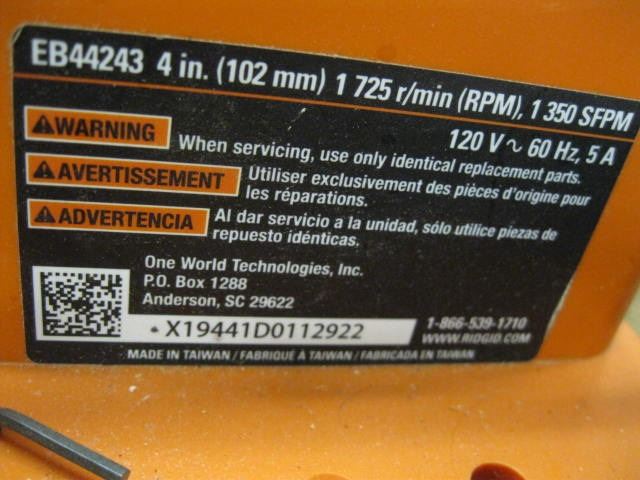 EB44243 4 in. (102 mm) 1 725 r/min (RPM), 1 350 SFPM
120 V ~ 60 Hz, 5 A
WARNING When servicing, use only identical replacement parts.
AVERTISSEMENT Utiliser exclusivement des pièces d'origine pour
les réparations.
ADVERTENCIA Al dar servicio a la unidad, sólo utilice piezas de
repuesto idénticas.
One World Technologies, Inc.
P.O. Box 1288
Anderson, SC 29622
X19441D0112922
1-866-539-1710
WWW.RIDGID.COM
MADE IN TAIWAN / FABRIQUÉ À TAIWAN / FABRICADA EN TAIWAN